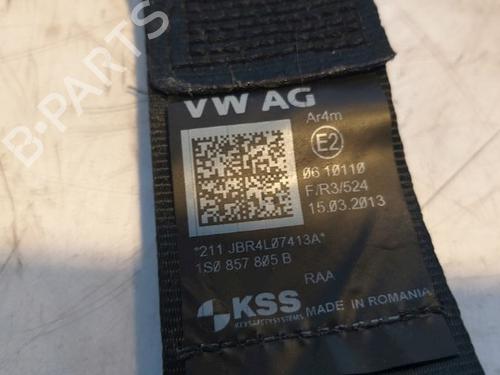 VW AG
Ar4m
E2
06 10110
F/R3/524
15.03.2013
*211 JBR4L07413A*
1S0 857 805 B
RAA
KSS MADE IN ROMANIA
KEYSAFETYSYSTEMS
B-PARTS